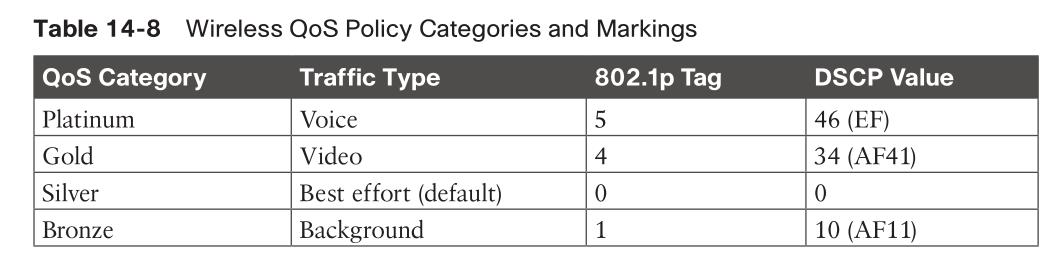 Table 14-8 Wireless QoS Policy Categories and Markings
QoS Category Traffic Type 802.1p Tag DSCP Value
Platinum Voice 5 46 (EF)
Gold Video 4 34 (AF41)
Silver Best effort (default) 0 0
Bronze Background 1 10 (AF11)